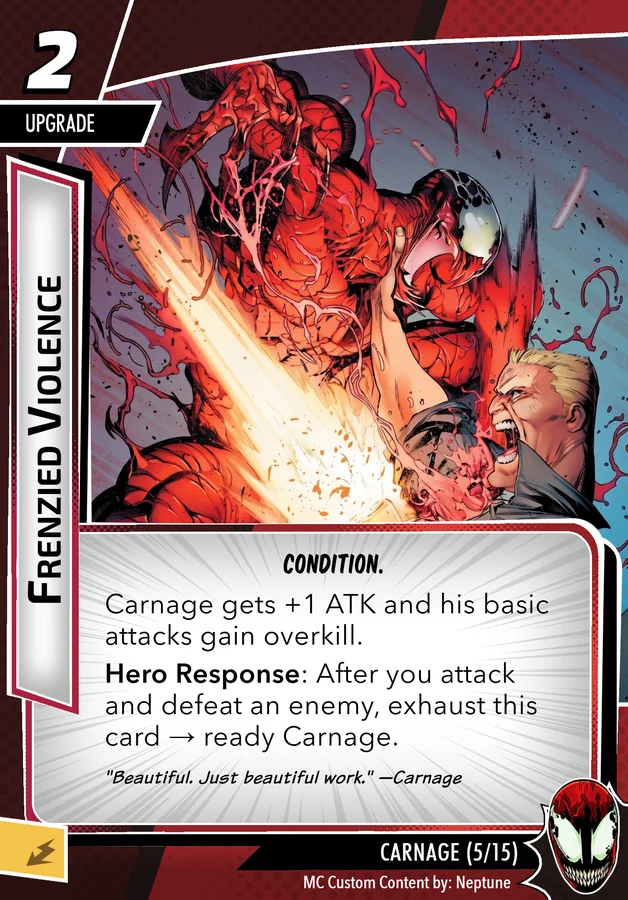 2
UPGRADE
FRENZIED VIOLENCE
CONDITION.
Carnage gets +1 ATK and his basic
attacks gain overkill.
Hero Response: After you attack
and defeat an enemy, exhaust this
card → ready Carnage.
"Beautiful. Just beautiful work." —Carnage
CARNAGE (5/15)
MC Custom Content by: Neptune